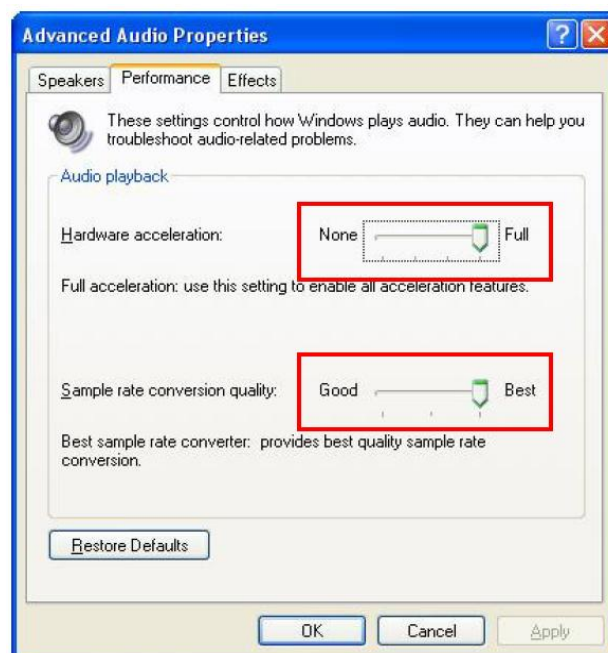 Advanced Audio Properties
Speakers Performance Effects
These settings control how Windows plays audio. They can help you
troubleshoot audio-related problems.
Audio playback
Hardware acceleration: None Full
Full acceleration: use this setting to enable all acceleration features.
Sample rate conversion quality: Good Best
Best sample rate converter: provides best quality sample rate
conversion.
Restore Defaults
OK Cancel Apply